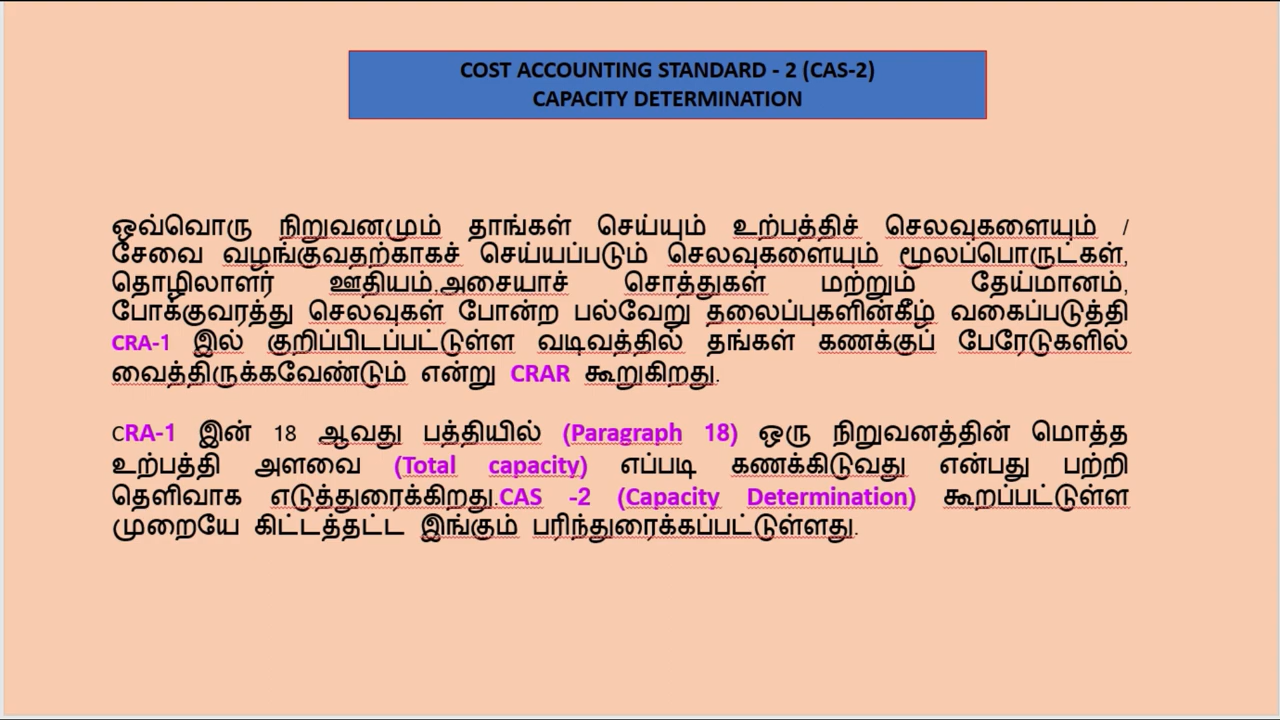 COST ACCOUNTING STANDARD - 2 (CAS-2)
CAPACITY DETERMINATION
ஒவ்வொரு நிறுவனமும் தாங்கள் செய்யும் உற்பத்திச் செலவுகளையும் /
சேவை வழங்குவதற்காகச் செய்யப்படும் செலவுகளையும் மூலப்பொருட்கள்,
தொழிலாளர் ஊதியம்,அசையாச் சொத்துகள் மற்றும் தேய்மானம்,
போக்குவரத்து செலவுகள் போன்ற பல்வேறு தலைப்புகளின்கீழ் வகைப்படுத்தி
CRA-1 இல் குறிப்பிடப்பட்டுள்ள வடிவத்தில் தங்கள் கணக்குப் பேரேடுகளில்
வைத்திருக்கவேண்டும் என்று CRAR கூறுகிறது.
CRA-1 இன் 18 ஆவது பத்தியில் (Paragraph 18) ஒரு நிறுவனத்தின் மொத்த
உற்பத்தி அளவை (Total capacity) எப்படி கணக்கிடுவது என்பது பற்றி
தெளிவாக எடுத்துரைக்கிறது.CAS -2 (Capacity Determination) கூறப்பட்டுள்ள
முறையே கிட்டத்தட்ட இங்கும் பரிந்துரைக்கப்பட்டுள்ளது.